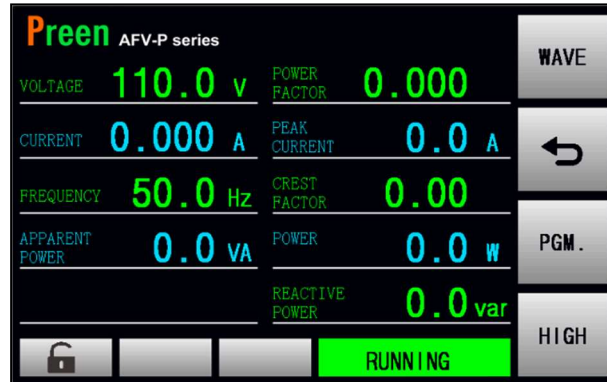 Preen AFV-P series
WAVE
VOLTAGE 110.0 V
POWER FACTOR 0.000
CURRENT 0.000 A
PEAK CURRENT 0.0 A
FREQUENCY 50.0 Hz
CREST FACTOR 0.00
APPARENT POWER 0.0 VA
POWER 0.0 W
PGM.
REACTIVE POWER 0.0 var
HIGH
RUNNING